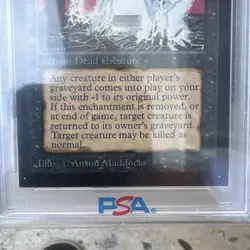 Enchant Dead Creature
Any creature in either player's
graveyard comes into play on your
side with -1 to its original power.
If this enchantment is removed, or
at end of game, target creature is
returned to its owner's graveyard.
Target creature may be killed as
normal.
Illus. © Anson Maddocks
PSA